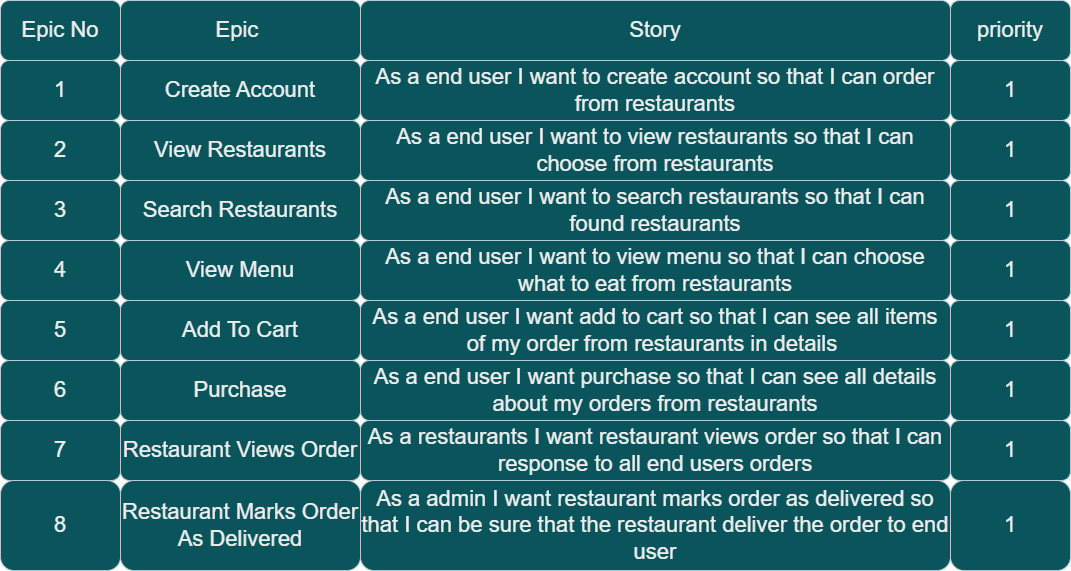 Epic No Epic Story priority
1 Create Account As a end user I want to create account so that I can order
from restaurants 1
2 View Restaurants As a end user I want to view restaurants so that I can
choose from restaurants 1
3 Search Restaurants As a end user I want to search restaurants so that I can
found restaurants 1
4 View Menu As a end user I want to view menu so that I can choose
what to eat from restaurants 1
5 Add To Cart As a end user I want add to cart so that I can see all items
of my order from restaurants in details 1
6 Purchase As a end user I want purchase so that I can see all details
about my orders from restaurants 1
7 Restaurant Views Order As a restaurants I want restaurant views order so that I can
response to all end users orders 1
8 Restaurant Marks Order
As Delivered As a admin I want restaurant marks order as delivered so
that I can be sure that the restaurant deliver the order to end
user 1